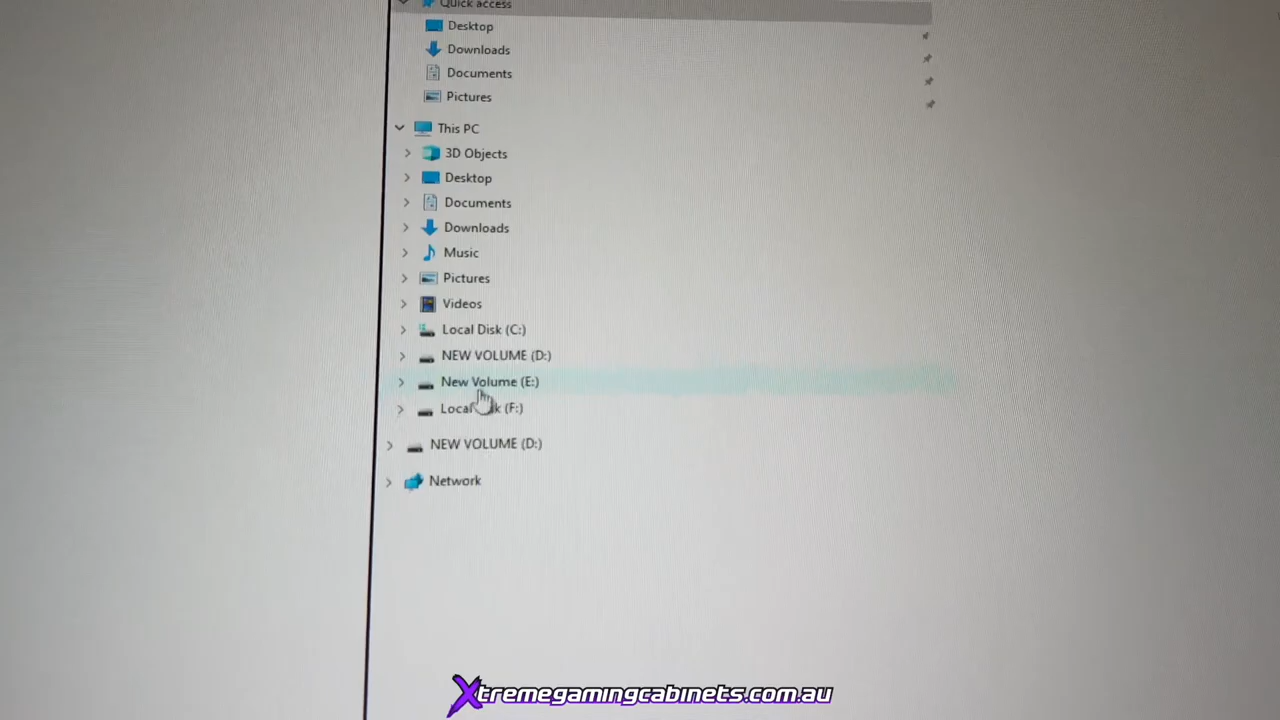 Quick access
Desktop
Downloads
Documents
Pictures
This PC
3D Objects
Desktop
Documents
Downloads
Music
Pictures
Videos
Local Disk (C:)
NEW VOLUME (D:)
New Volume (E:)
Local Disk (F:)
NEW VOLUME (D:)
Network
Xtremegamingcabinets.com.au